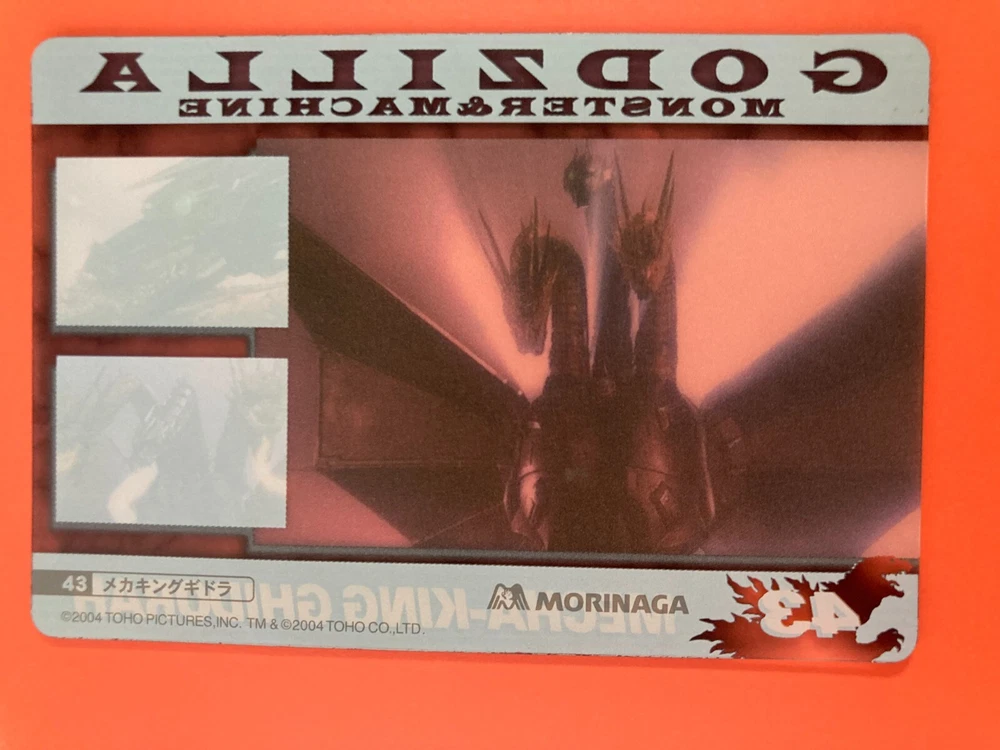 GODZILLA
MONSTER&MACHINE
43 メカキングギドラ
MECHA-KING GHIDORAH
MORINAGA
43
©2004 TOHO PICTURES,INC. TM & ©2004 TOHO CO.,LTD.